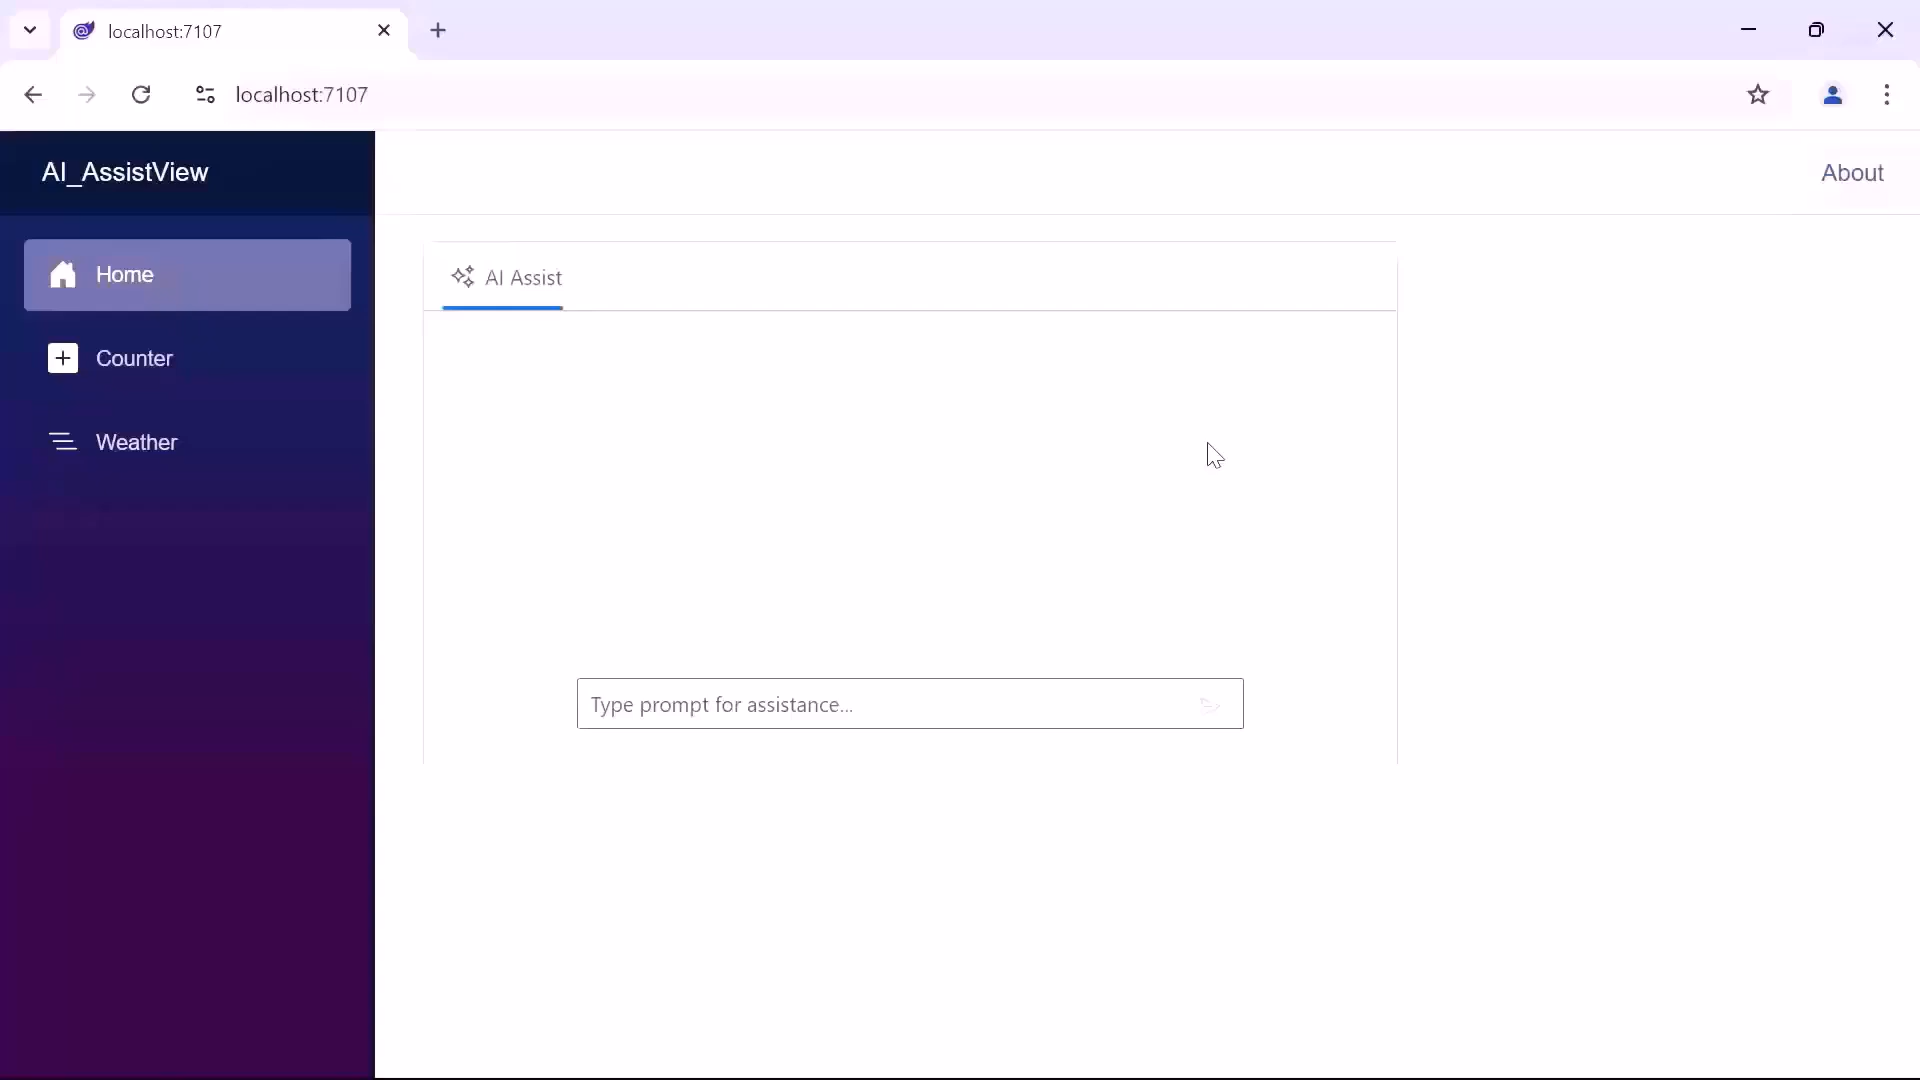 localhost:7107
localhost:7107
AI_AssistView
About
Home
AI Assist
Counter
Weather
Type prompt for assistance...